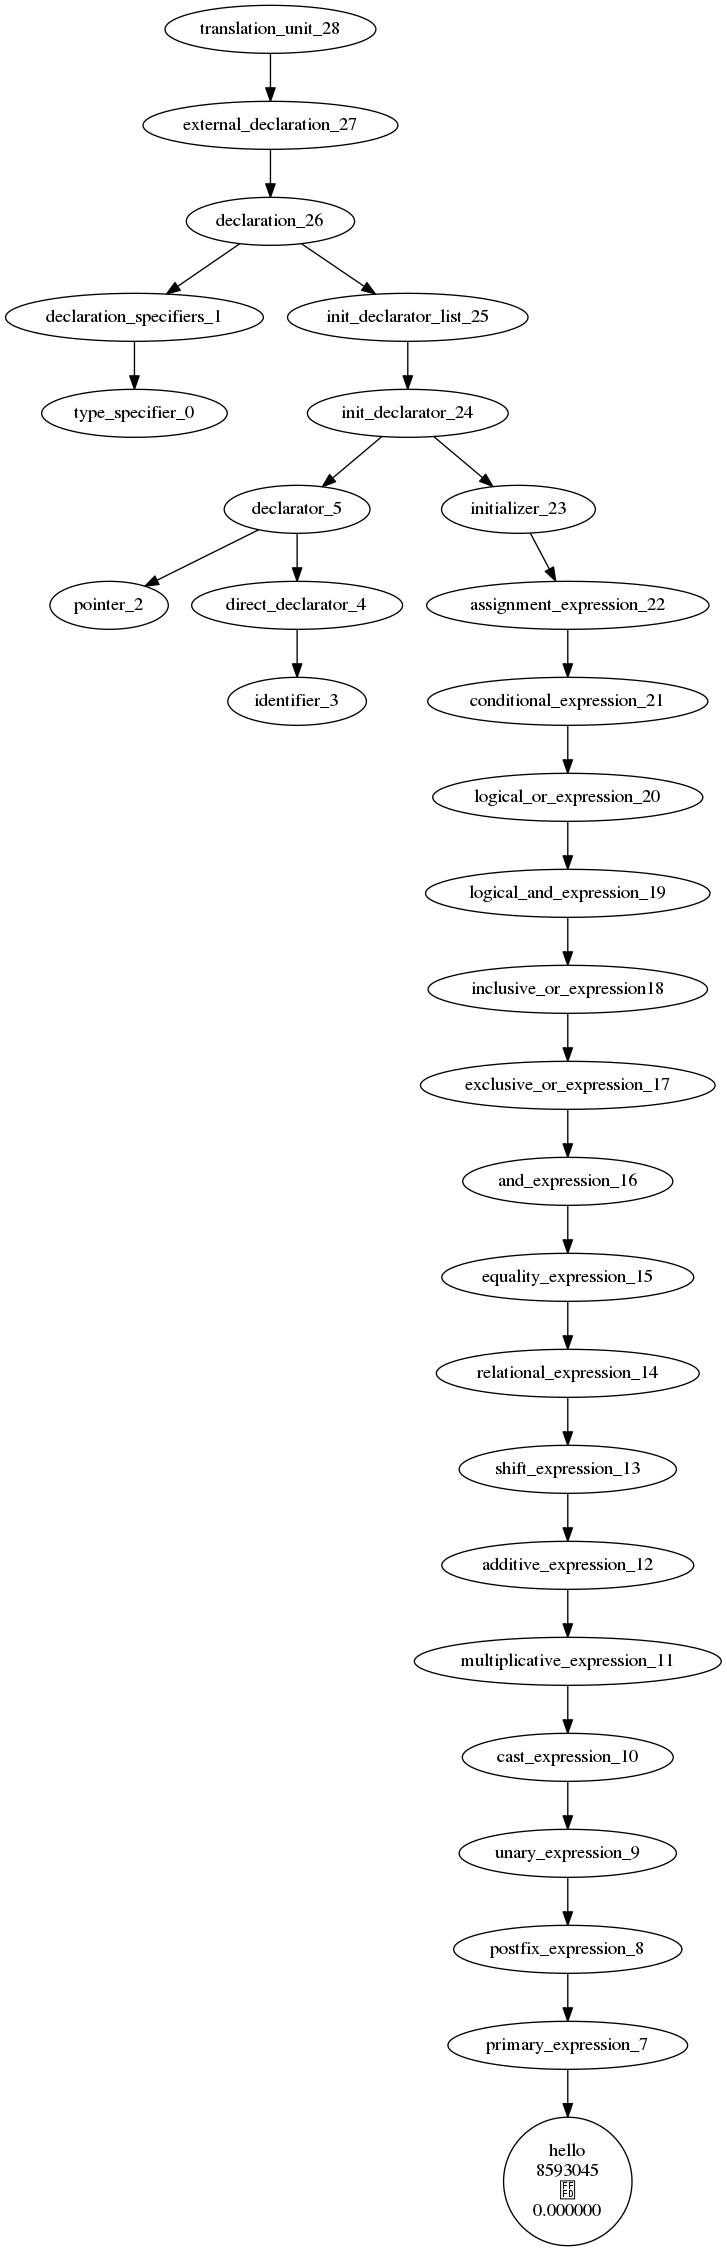 translation_unit_28
external_declaration_27
declaration_26
declaration_specifiers_1
init_declarator_list_25
type_specifier_0
init_declarator_24
declarator_5
initializer_23
pointer_2
direct_declarator_4
assignment_expression_22
identifier_3
conditional_expression_21
logical_or_expression_20
logical_and_expression_19
inclusive_or_expression18
exclusive_or_expression_17
and_expression_16
equality_expression_15
relational_expression_14
shift_expression_13
additive_expression_12
multiplicative_expression_11
cast_expression_10
unary_expression_9
postfix_expression_8
primary_expression_7
hello
8593045
�
0.000000